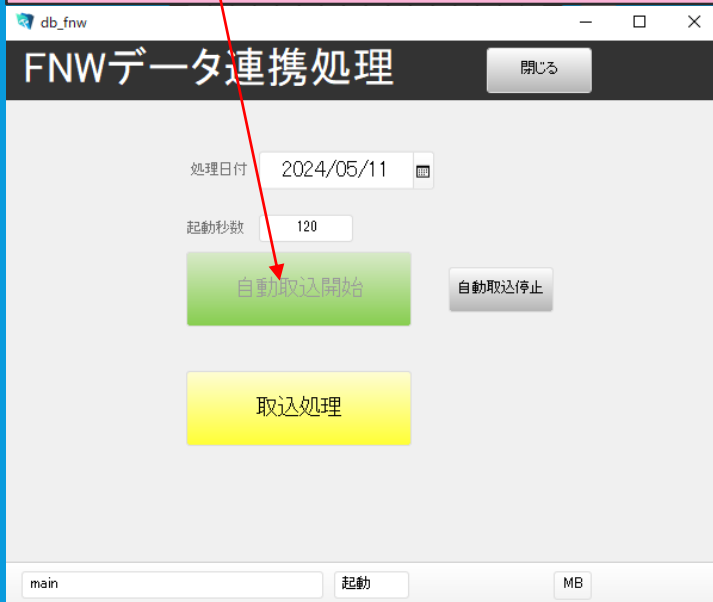 db_fnw
FNWデータ連携処理
閉じる
処理日付 2024/05/11
起動秒数 120
自動取込開始
自動取込停止
取込処理
main 起動 MB